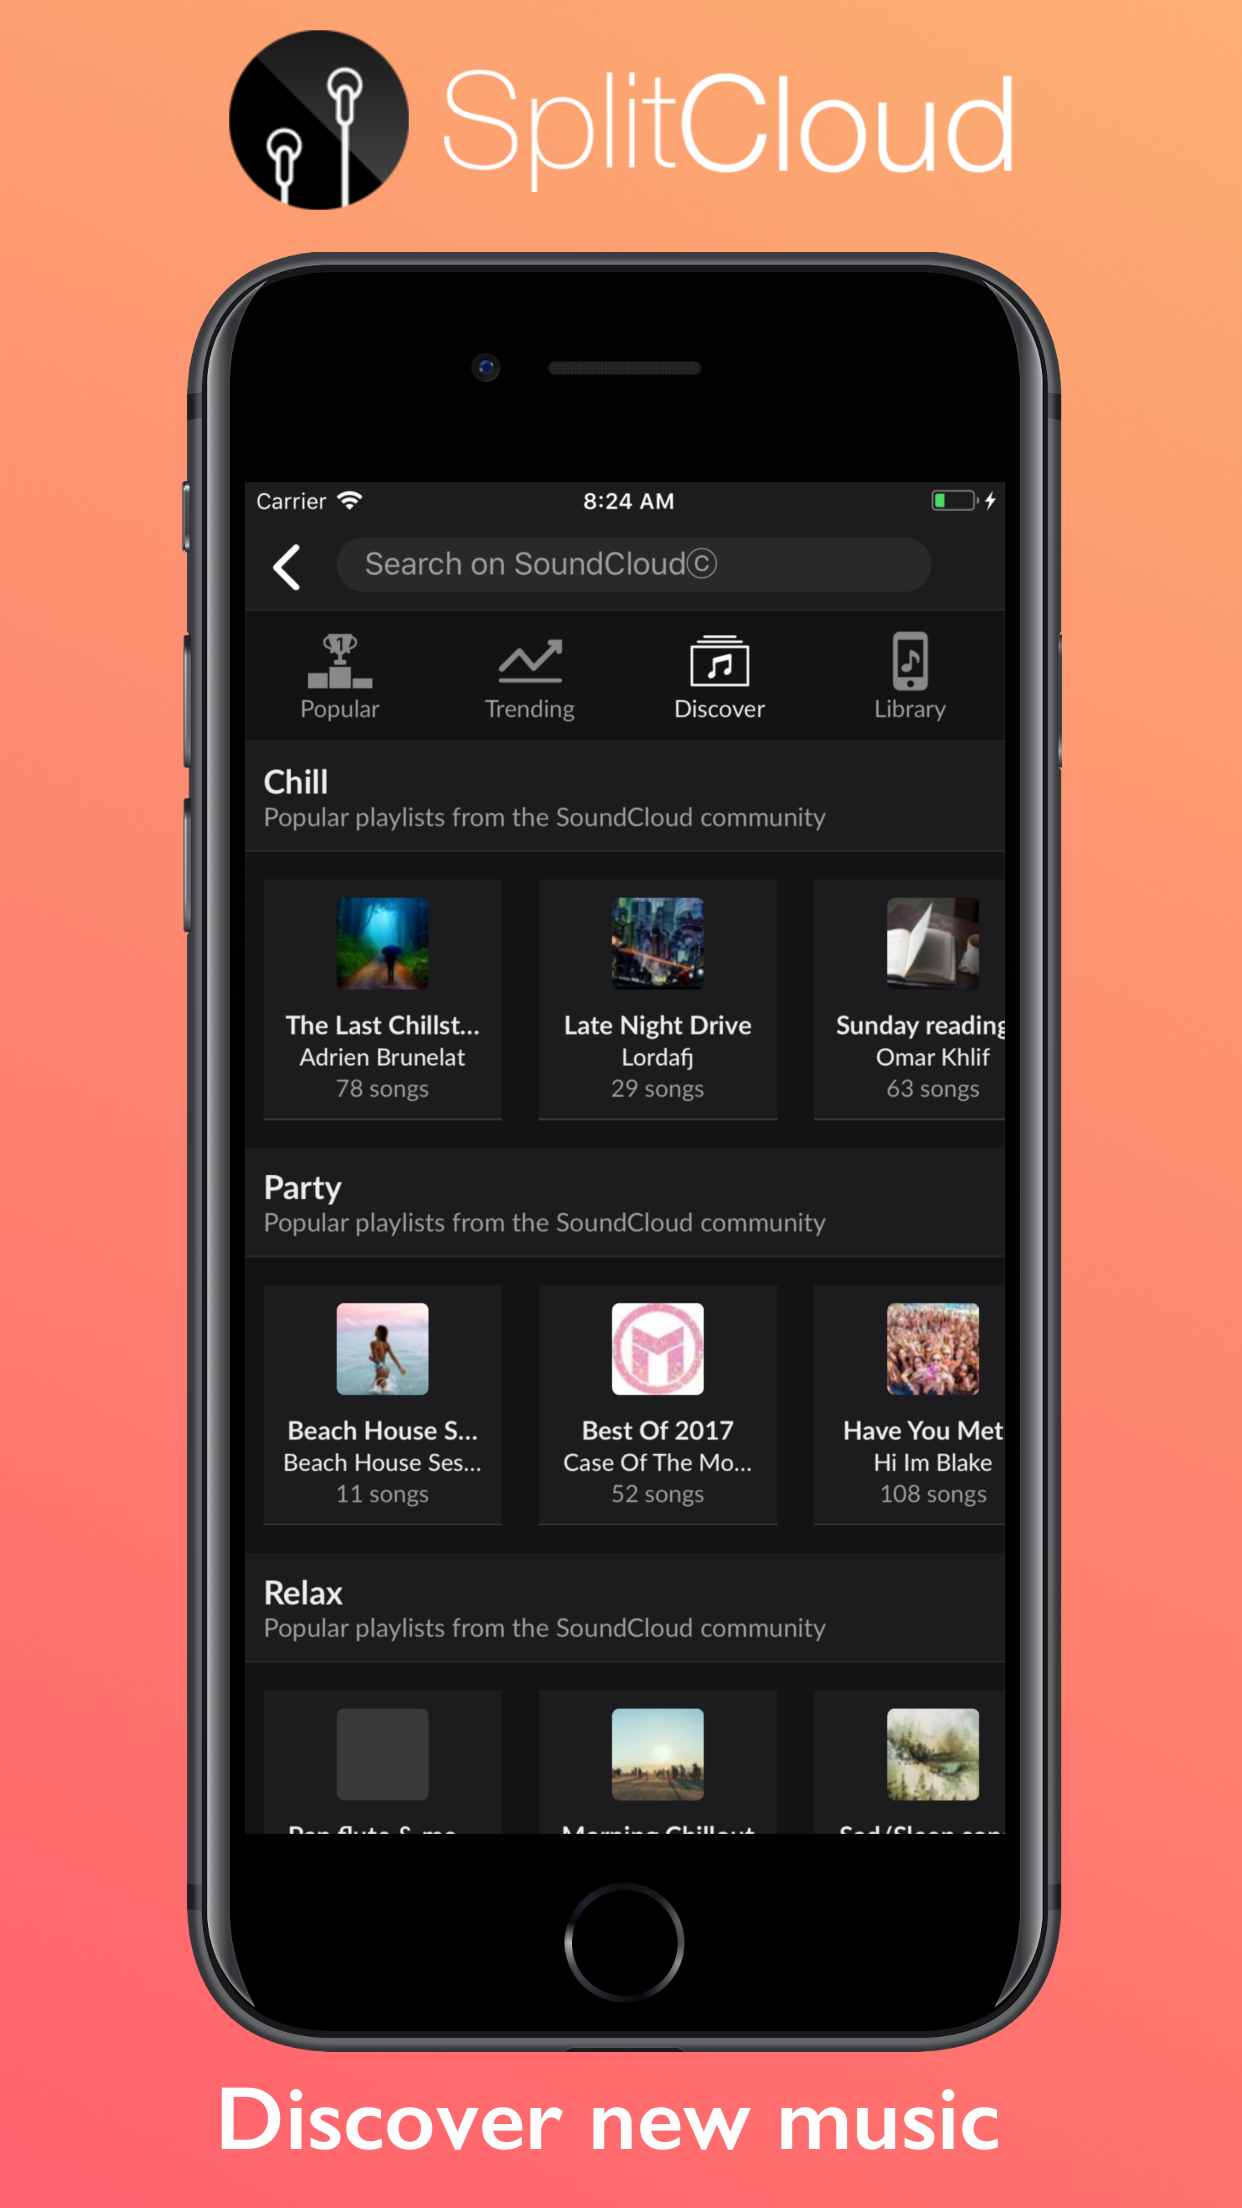 SplitCloud
Carrier
8:24 AM
Search on SoundCloudⓒ
1
Popular
Trending
Discover
Library
Chill
Popular playlists from the SoundCloud community
The Last Chillst...
Late Night Drive
Sunday reading
Adrien Brunelat
Lordafj
Omar Khlif
78 songs
29 songs
63 songs
Party
Popular playlists from the SoundCloud community
Beach House S...
Best Of 2017
Have You Met
Beach House Ses...
Case Of The Mo...
Hi Im Blake
11 songs
52 songs
108 songs
Relax
Popular playlists from the SoundCloud community
Morning Chillout
Discover new music